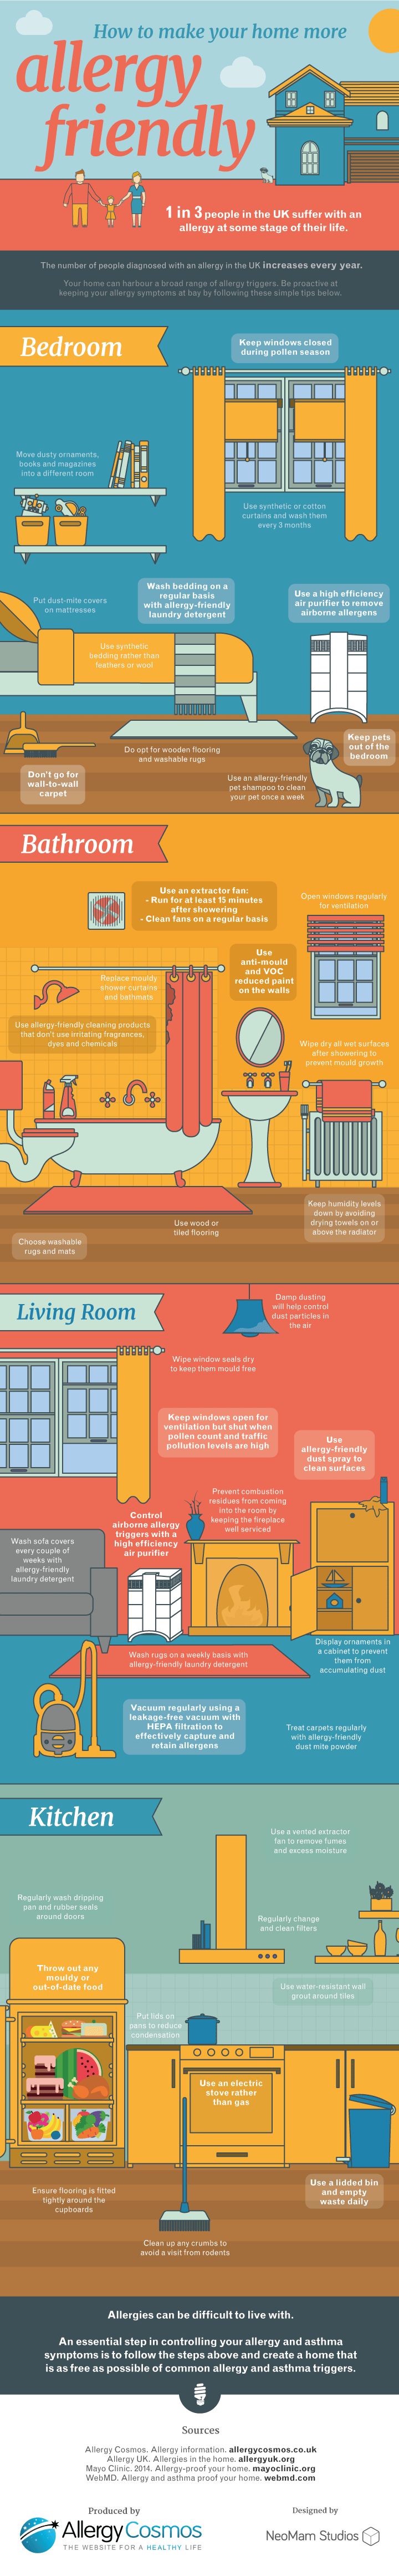 How to make your home more
allergy
friendly
1 in 3 people in the UK suffer with an
allergy at some stage of their life.
The number of people diagnosed with an allergy in the UK increases every year.
Your home can harbour a broad range of allergy triggers. Be proactive at
keeping your allergy symptoms at bay by following these simple tips below.
Bedroom
Keep windows closed
during pollen season
Move dusty ornaments,
books and magazines
into a different room
Use synthetic or cotton
curtains and wash them
every 3 months
Put dust-mite covers
on mattresses
Wash bedding on a
regular basis
with allergy-friendly
laundry detergent
Use a high efficiency
air purifier to remove
airborne allergens
Use synthetic
bedding rather than
feathers or wool
Do opt for wooden flooring
and washable rugs
Keep pets
out of the
bedroom
Don't go for
wall-to-wall
carpet
Use an allergy-friendly
pet shampoo to clean
your pet once a week
Bathroom
Use an extractor fan:
- Run for at least 15 minutes
after showering
- Clean fans on a regular basis
Open windows regularly
for ventilation
Replace mouldy
shower curtains
and bathmats
Use
anti-mould
and VOC
reduced paint
on the walls
Use allergy-friendly cleaning products
that don't use irritating fragrances,
dyes and chemicals
Wipe dry all wet surfaces
after showering to
prevent mould growth
Keep humidity levels
down by avoiding
drying towels on or
above the radiator
Use wood or
tiled flooring
Choose washable
rugs and mats
Living Room
Damp dusting
will help control
dust particles in
the air
Wipe window seals dry
to keep them mould free
Keep windows open for
ventilation but shut when
pollen count and traffic
pollution levels are high
Use
allergy-friendly
dust spray to
clean surfaces
Prevent combustion
residues from coming
into the room by
keeping the fireplace
well serviced
Control
airborne allergy
triggers with a
high efficiency
air purifier
Wash sofa covers
every couple of
weeks with
allergy-friendly
laundry detergent
Display ornaments in
a cabinet to prevent
them from
accumulating dust
Wash rugs on a weekly basis with
allergy-friendly laundry detergent
Vacuum regularly using a
leakage-free vacuum with
HEPA filtration to
effectively capture and
retain allergens
Treat carpets regularly
with allergy-friendly
dust mite powder
Kitchen
Use a vented extractor
fan to remove fumes
and excess moisture
Regularly wash dripping
pan and rubber seals
around doors
Regularly change
and clean filters
Throw out any
mouldy or
out-of-date food
Use water-resistant wall
grout around tiles
Put lids on
pans to reduce
condensation
Use an electric
stove rather
than gas
Use a lidded bin
and empty
waste daily
Ensure flooring is fitted
tightly around the
cupboards
Clean up any crumbs to
avoid a visit from rodents
Allergies can be difficult to live with.
An essential step in controlling your allergy and asthma
symptoms is to follow the steps above and create a home that
is as free as possible of common allergy and asthma triggers.
Sources
Allergy Cosmos. Allergy information. allergycosmos.co.uk
Allergy UK. Allergies in the home. allergyuk.org
Mayo Clinic. 2014. Allergy-proof your home. mayoclinic.org
WebMD. Allergy and asthma proof your home. webmd.com
Produced by
Allergy Cosmos
THE WEBSITE FOR A HEALTHY LIFE
Designed by
NeoMam Studios